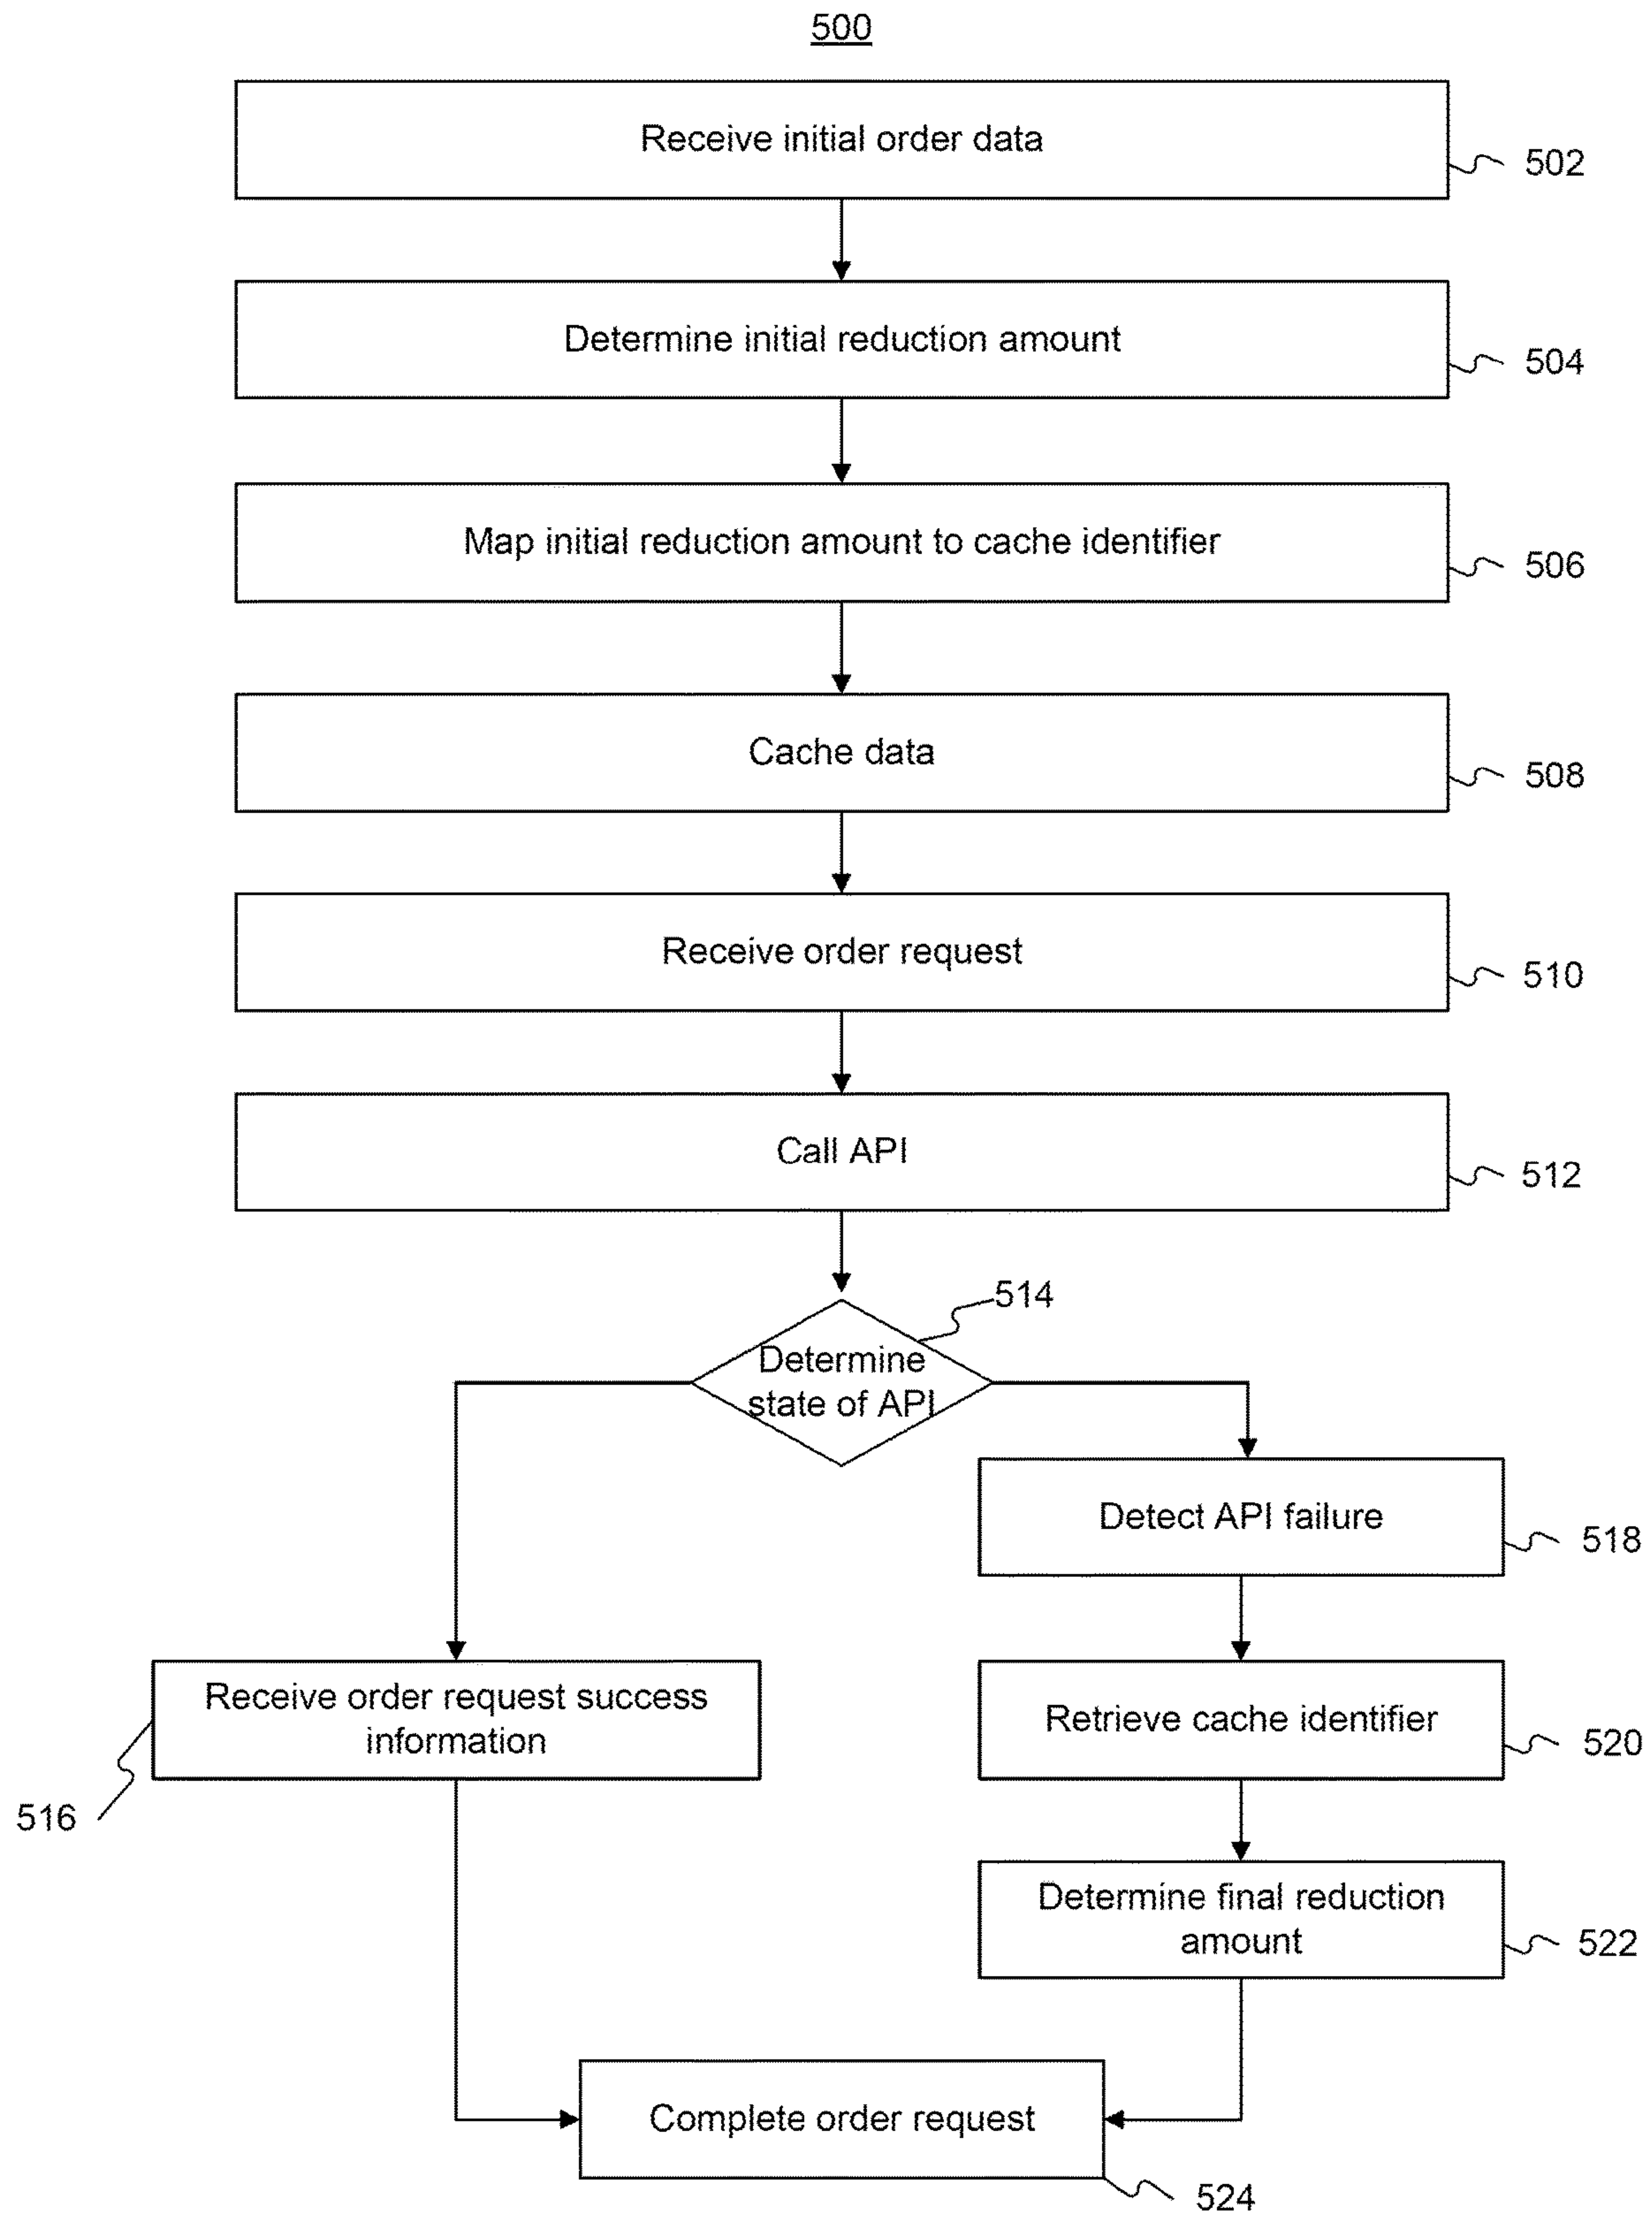 500
Receive initial order data
502
Determine initial reduction amount
504
Map initial reduction amount to cache identifier
506
Cache data
508
Receive order request
510
Call API
512
514
Determine
state of API
Detect API failure
518
Receive order request success
information
516
Retrieve cache identifier
520
Determine final reduction
amount
522
Complete order request
524